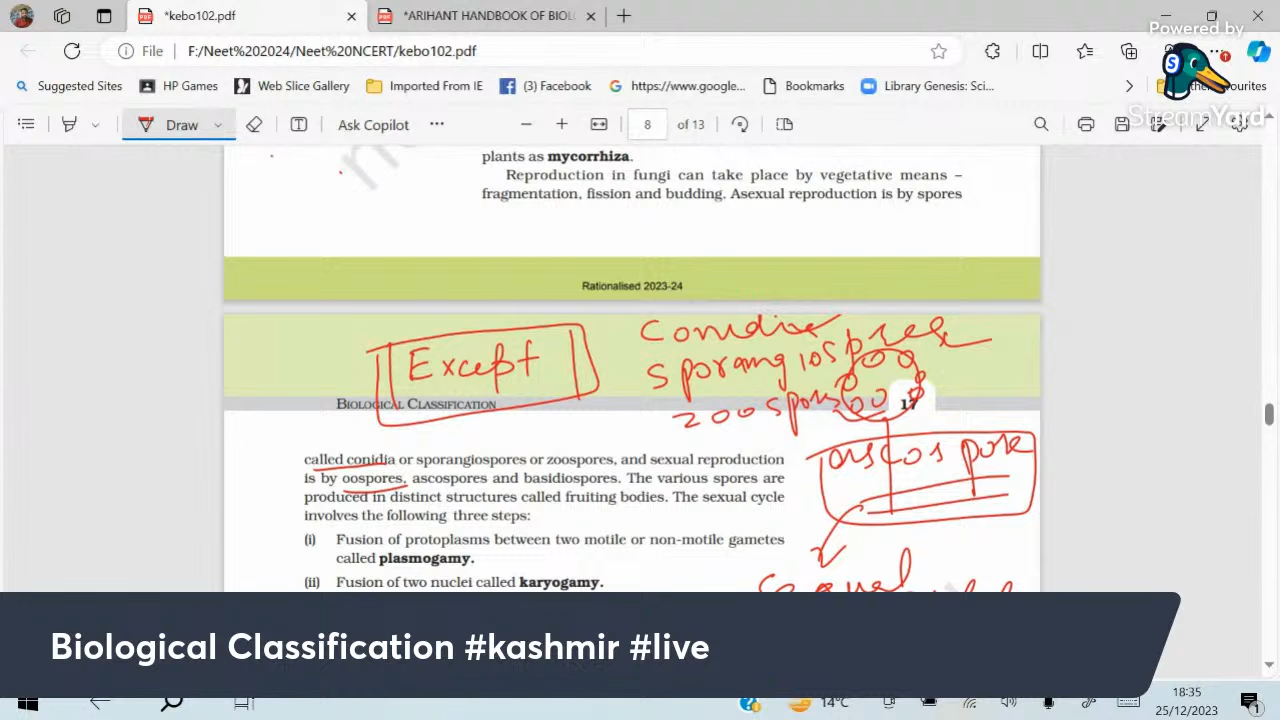 *kebo102.pdf
*ARIHANT HANDBOOK OF BIOL
Powered by
File
F:/Neet%202024/Neet%20NCERT/kebo102.pdf
Suggested Sites
HP Games
Web Slice Gallery
Imported From IE
(3) Facebook
https://www.google...
Bookmarks
Library Genesis: Sci...
favourites
StreamYard
Draw
Ask Copilot
8
of 13
plants as mycorrhiza.
Reproduction in fungi can take place by vegetative means –
fragmentation, fission and budding. Asexual reproduction is by spores
Rationalised 2023-24
Except
Conidia
Sporangiospores
zoospores
BIOLOGICAL CLASSIFICATION
17
ascospore
called conidia or sporangiospores or zoospores, and sexual reproduction
is by oospores, ascospores and basidiospores. The various spores are
produced in distinct structures called fruiting bodies. The sexual cycle
involves the following three steps:
(i) Fusion of protoplasms between two motile or non-motile gametes
called plasmogamy.
(ii) Fusion of two nuclei called karyogamy.
Biological Classification #kashmir #live
14°C
18:35
25/12/2023
1